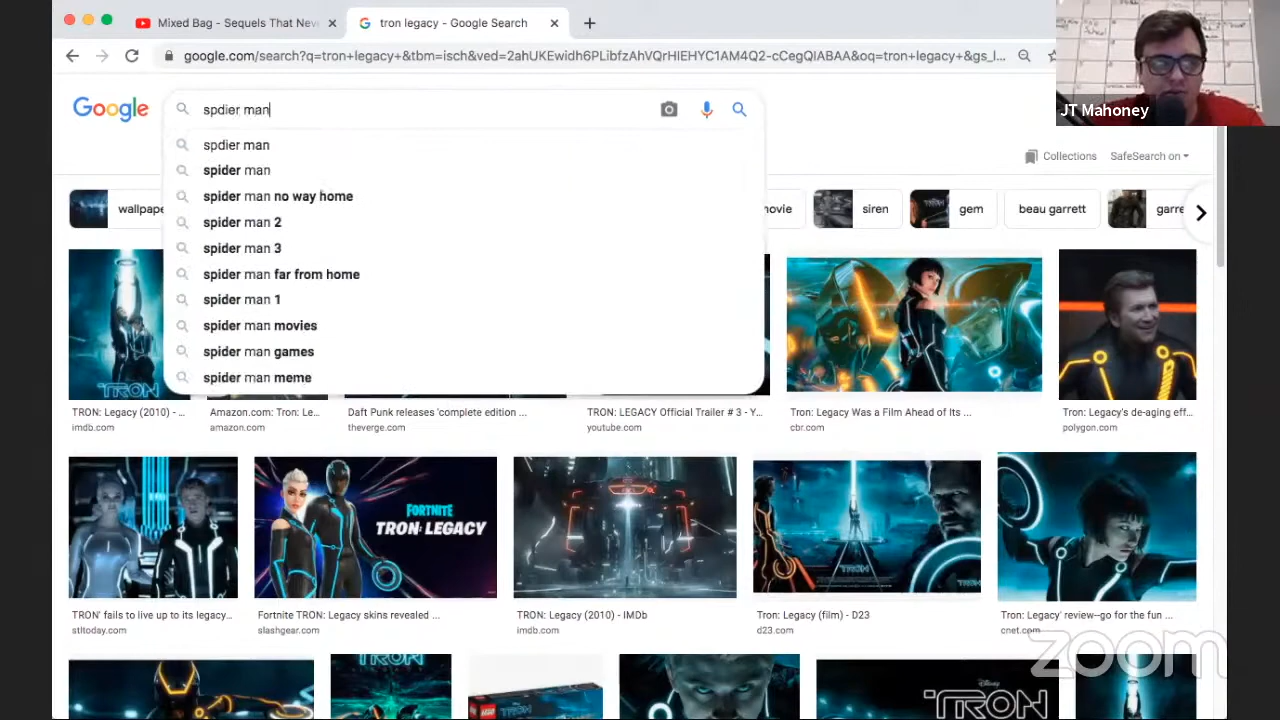 Mixed Bag - Sequels That Neve
tron legacy - Google Search
google.com/search?q=tron+legacy+&tbm=isch&ved=2ahUKEwidh6PLibfzAhVQrHIEHYC1AM4Q2-cCegQIABAA&oq=tron+legacy+&gs_l...
JT Mahoney
Google
spdier man
spdier man
spider man
spider man no way home
spider man 2
spider man 3
spider man far from home
spider man 1
spider man movies
spider man games
spider man meme
Collections
SafeSearch on
wallpape
movie
siren
gem
beau garrett
garre
TRON
TRON: Legacy (2010) - ...
imdb.com
Amazon.com: Tron: Le...
amazon.com
Daft Punk releases 'complete edition ...
theverge.com
TRON: LEGACY Official Trailer # 3 - Y...
youtube.com
Tron: Legacy Was a Film Ahead of Its ...
cbr.com
Tron: Legacy's de-aging eff...
polygon.com
FORTNITE
TRON: LEGACY
TRON
TRON' fails to live up to its legacy...
stltoday.com
Fortnite TRON: Legacy skins revealed ...
slashgear.com
TRON: Legacy (2010) - IMDb
imdb.com
Tron: Legacy (film) - D23
d23.com
Tron: Legacy' review--go for the fun ...
cnet.com
zoom
TRON
LEGO
TRON
Disney
TRON